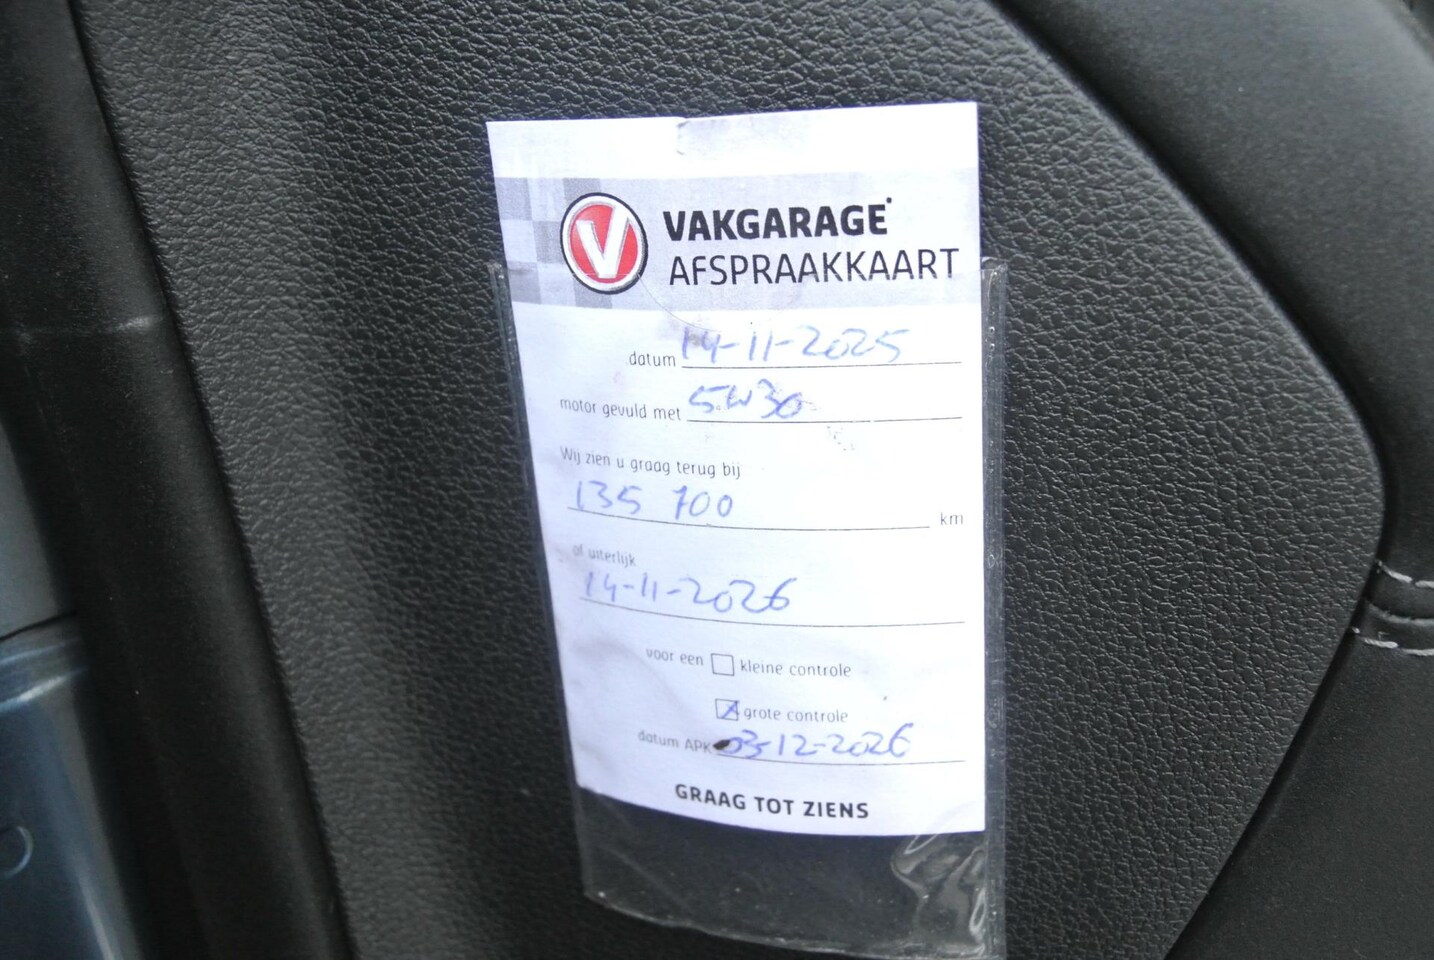 V VAKGARAGE
AFSPRAAKKAART
datum 14-11-2025
motor gevuld met 5W30
Wij zien u graag terug bij
135 700 km
of uiterlijk
14-11-2026
voor een kleine controle
grote controle
datum APK 03-12-2026
GRAAG TOT ZIENS